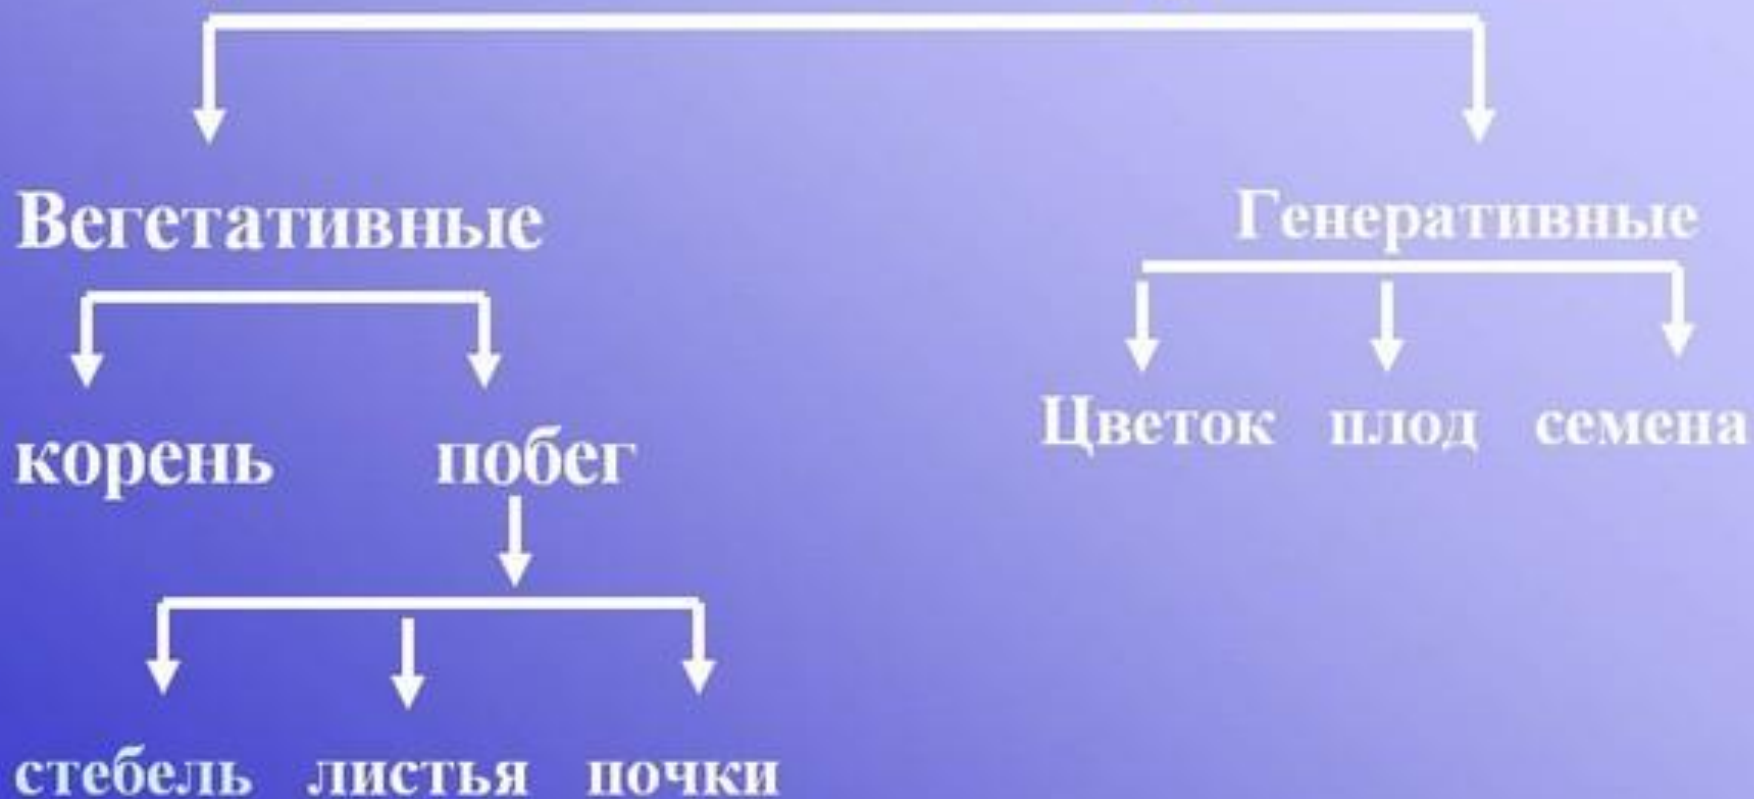 Вегетативные Генеративные
Цветок плод семена
корень побег
стебель листья почки